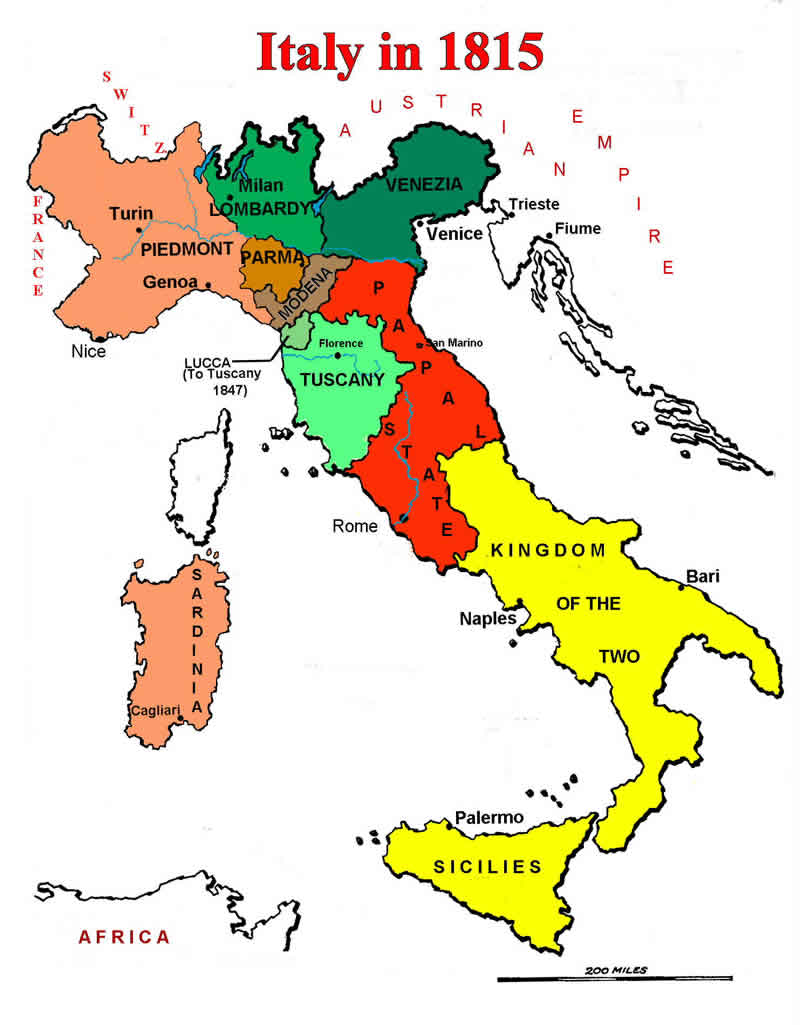 Italy in 1815
SWITZ.
AUSTRIAN EMPIRE
FRANCE
Milan
LOMBARDY
VENEZIA
Turin
Trieste
Venice
Fiume
PIEDMONT
PARMA
Genoa
MODENA
Nice
Florence
San Marino
LUCCA
(To Tuscany
1847)
TUSCANY
PAPAL
STATE
Rome
KINGDOM
OF THE
TWO
SICILIES
Bari
Naples
SARDINIA
Cagliari
Palermo
AFRICA
200 MILES